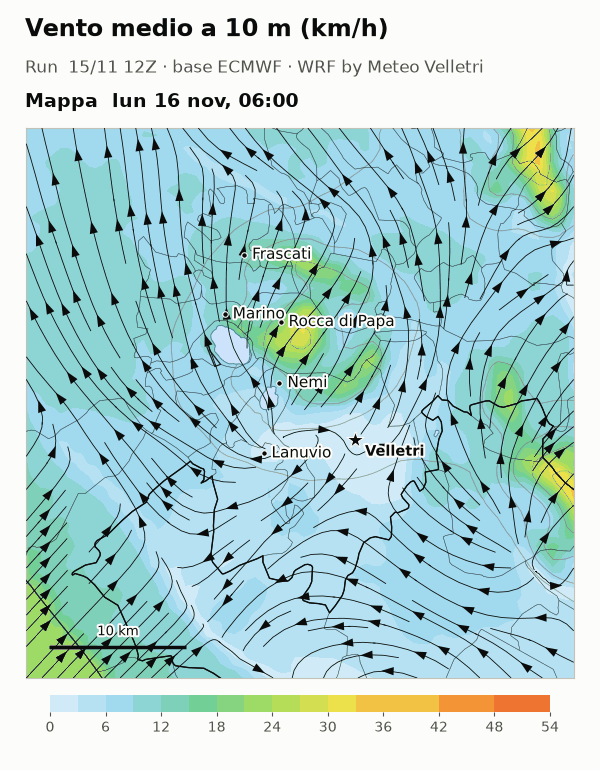 Vento medio a 10 m (km/h)
Run 15/11 12Z · base ECMWF · WRF by Meteo Velletri
Mappa lun 16 nov, 06:00
Frascati
Marino
Rocca di Papa
Nemi
Velletri
Lanuvio
10 km
0 6 12 18 24 30 36 42 48 54